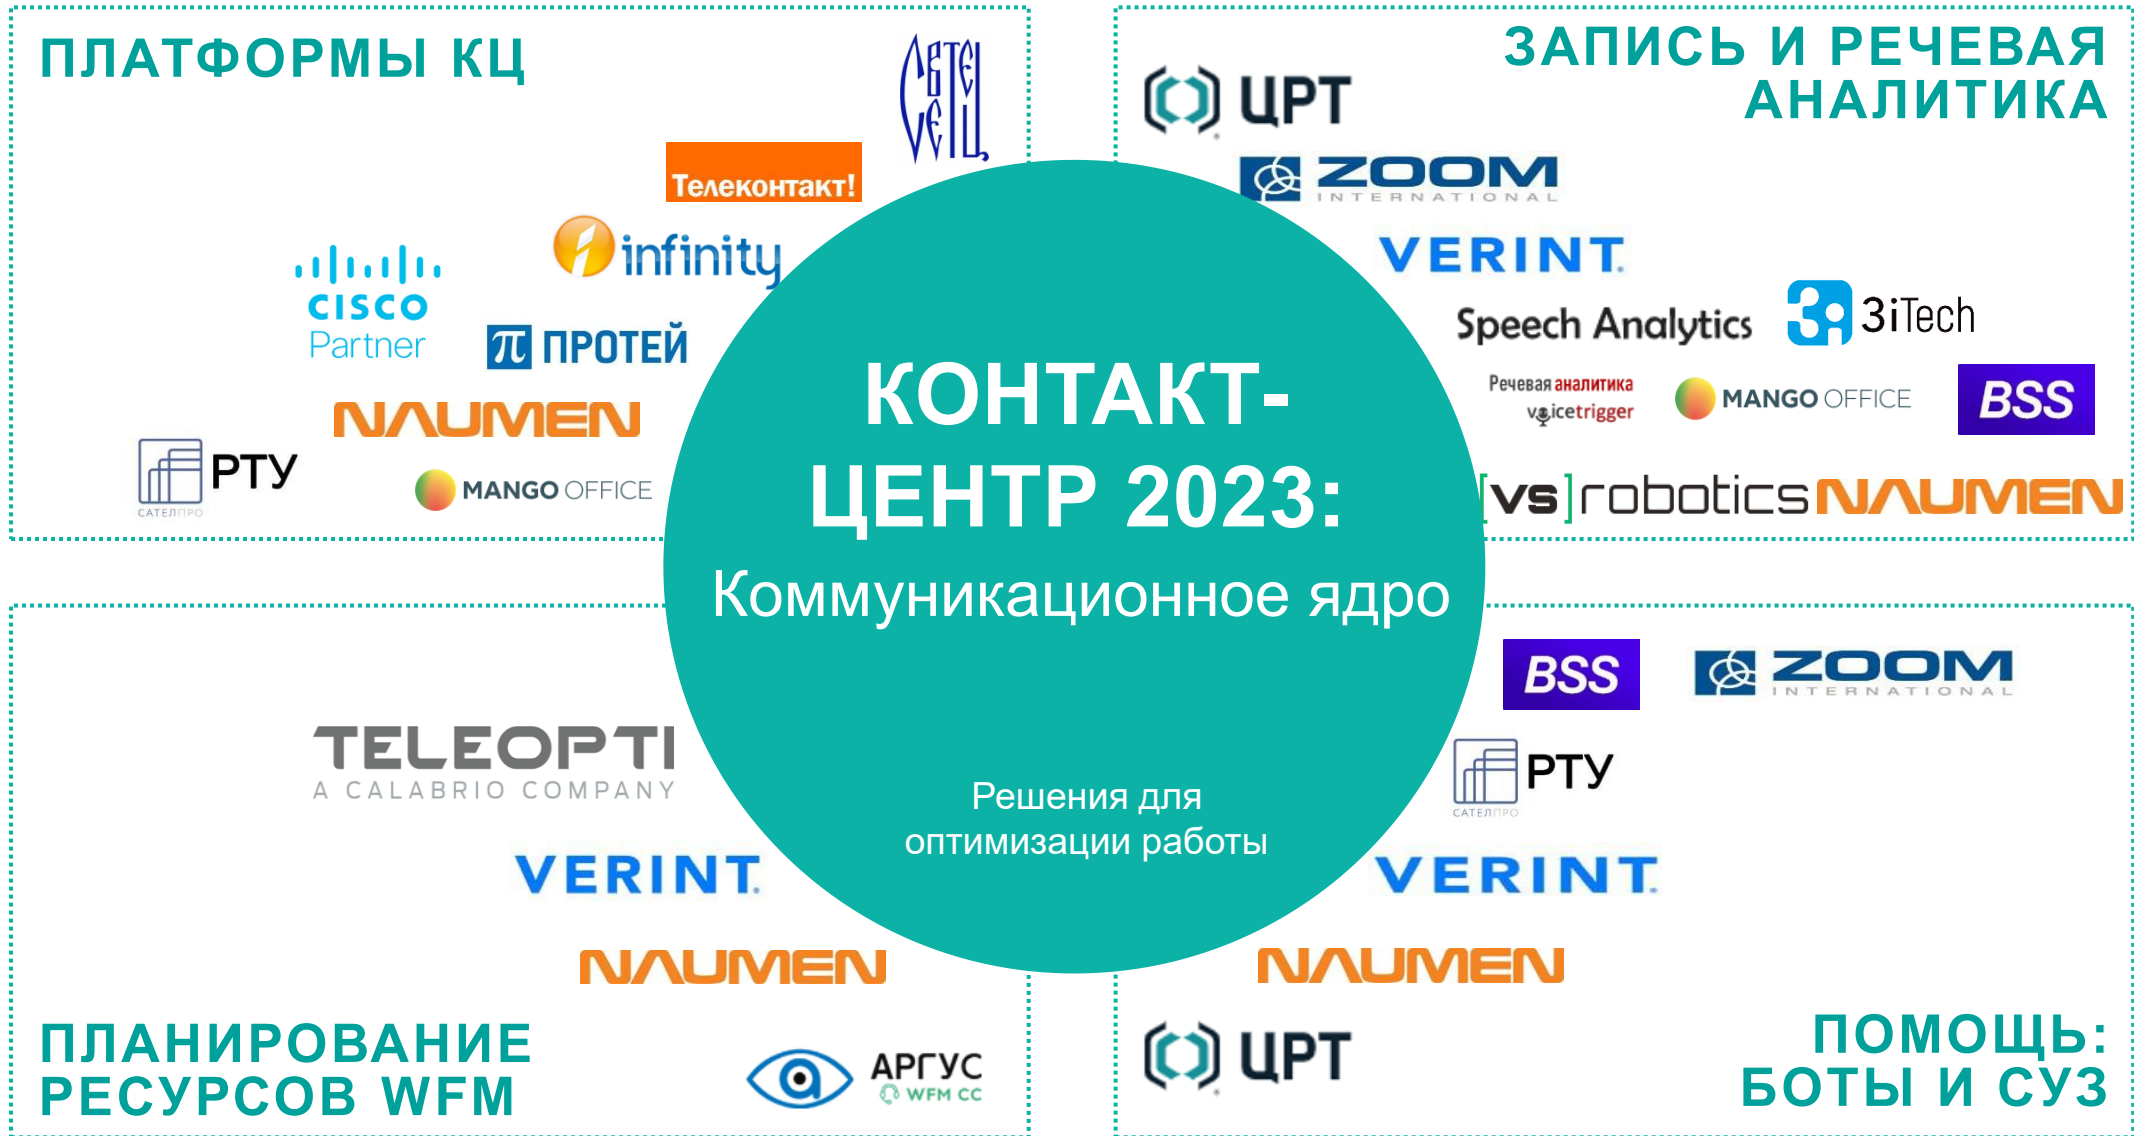 ПЛАТФОРМЫ КЦ
СВЕТЕЦ
Телеконтакт!
infinity
CISCO
Partner
ПРОТЕЙ
NAUMEN
РТУ
САТЕЛПРО
MANGO OFFICE
ЗАПИСЬ И РЕЧЕВАЯ
АНАЛИТИКА
ЦРТ
ZOOM
INTERNATIONAL
VERINT
Speech Analytics
3iTech
Речевая аналитика
voicetrigger
MANGO OFFICE
BSS
[vs]robotics
NAUMEN
КОНТАКТ-
ЦЕНТР 2023:
Коммуникационное ядро
Решения для
оптимизации работы
TELEOPTI
A CALABRIO COMPANY
VERINT
NAUMEN
АРГУС
WFM CC
ПЛАНИРОВАНИЕ
РЕСУРСОВ WFM
BSS
ZOOM
INTERNATIONAL
РТУ
САТЕЛПРО
VERINT
NAUMEN
ЦРТ
ПОМОЩЬ:
БОТЫ И СУЗ